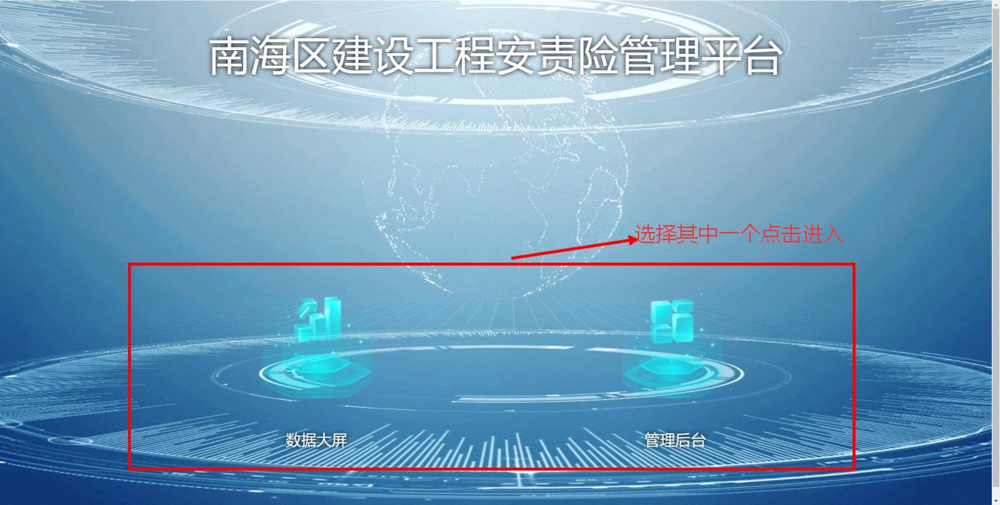 南海区建设工程安责险管理平台
选择其中一个点击进入
数据大屏
管理后台